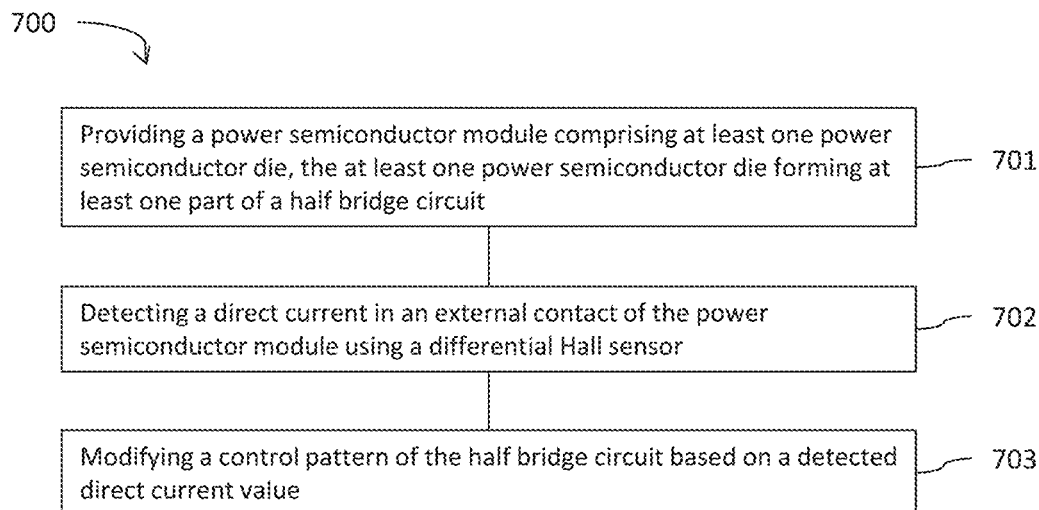 700
Providing a power semiconductor module comprising at least one power
semiconductor die, the at least one power semiconductor die forming at
least one part of a half bridge circuit
701
Detecting a direct current in an external contact of the power
semiconductor module using a differential Hall sensor
702
Modifying a control pattern of the half bridge circuit based on a detected
direct current value
703